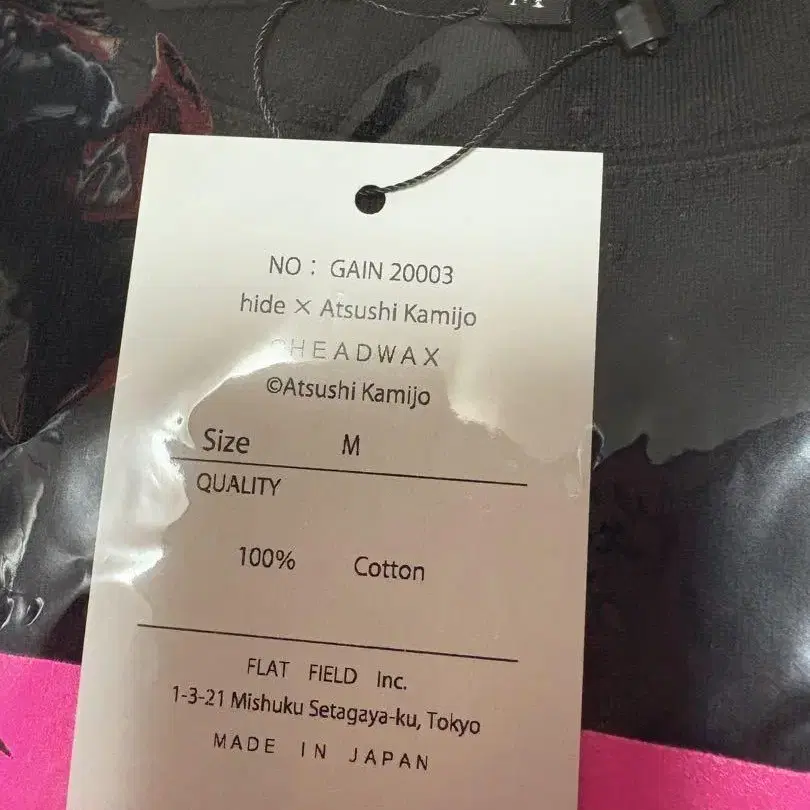 NO : GAIN 20003
hide × Atsushi Kamijo
©HEADWAX
©Atsushi Kamijo
Size M
QUALITY
100% Cotton
FLAT FIELD Inc.
1-3-21 Mishuku Setagaya-ku, Tokyo
MADE IN JAPAN